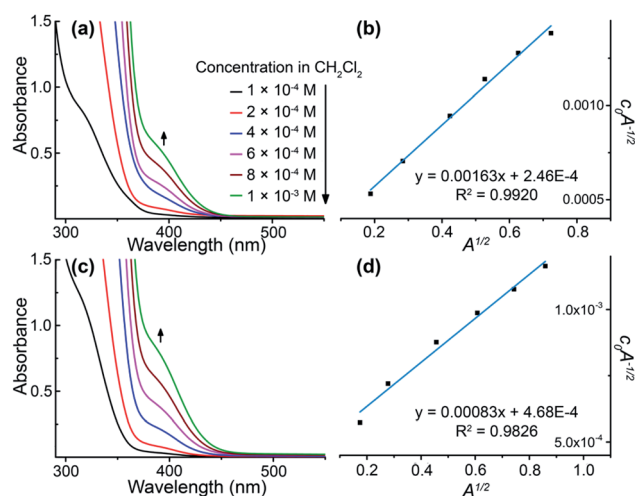 (a)
Absorbance
1.5
1.0
0.5
300
400
500
Wavelength (nm)
Concentration in CH₂Cl₂
1 × 10⁻⁴ M
2 × 10⁻⁴ M
4 × 10⁻⁴ M
6 × 10⁻⁴ M
8 × 10⁻⁴ M
1 × 10⁻³ M
(b)
y = 0.00163x + 2.46E-4
R² = 0.9920
0.0010
0.0005
c₀A⁻¹/²
0.2
0.4
0.6
0.8
A¹/²
(c)
Absorbance
1.5
1.0
0.5
300
400
500
Wavelength (nm)
(d)
y = 0.00083x + 4.68E-4
R² = 0.9826
1.0x10⁻³
5.0x10⁻⁴
c₀A⁻¹/²
0.2
0.4
0.6
0.8
1.0
A¹/²